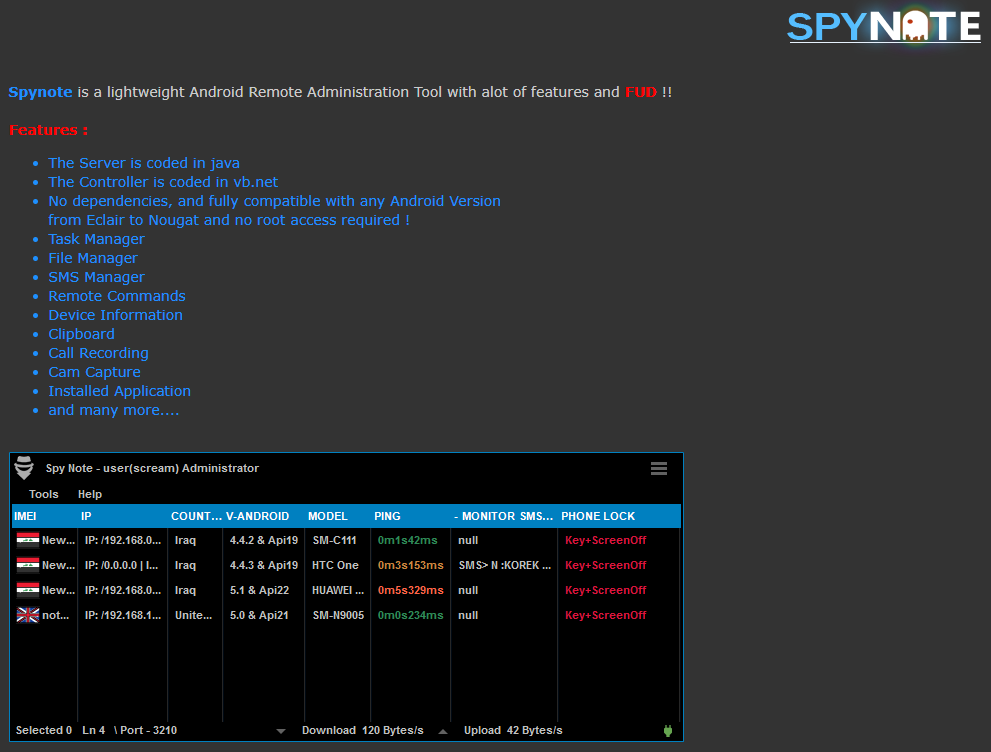 SPYNOTE
Spynote is a lightweight Android Remote Administration Tool with alot of features and FUD !!
Features :
• The Server is coded in java
• The Controller is coded in vb.net
• No dependencies, and fully compatible with any Android Version
from Eclair to Nougat and no root access required !
• Task Manager
• File Manager
• SMS Manager
• Remote Commands
• Device Information
• Clipboard
• Call Recording
• Cam Capture
• Installed Application
• and many more....
Spy Note - user(scream) Administrator
Tools Help
IMEI IP COUNT... V-ANDROID MODEL PING - MONITOR SMS... PHONE LOCK
New... IP: /192.168.0... Iraq 4.4.2 & Api19 SM-C111 0m1s42ms null Key+ScreenOff
New... IP: /0.0.0.0 | I... Iraq 4.4.3 & Api19 HTC One 0m3s153ms SMS> N :KOREK ... Key+ScreenOff
New... IP: /192.168.0... Iraq 5.1 & Api22 HUAWEI ... 0m5s329ms null Key+ScreenOff
not... IP: /192.168.1... Unite... 5.0 & Api21 SM-N9005 0m0s234ms null Key+ScreenOff
Selected 0 Ln 4 \ Port - 3210 Download 120 Bytes/s Upload 42 Bytes/s